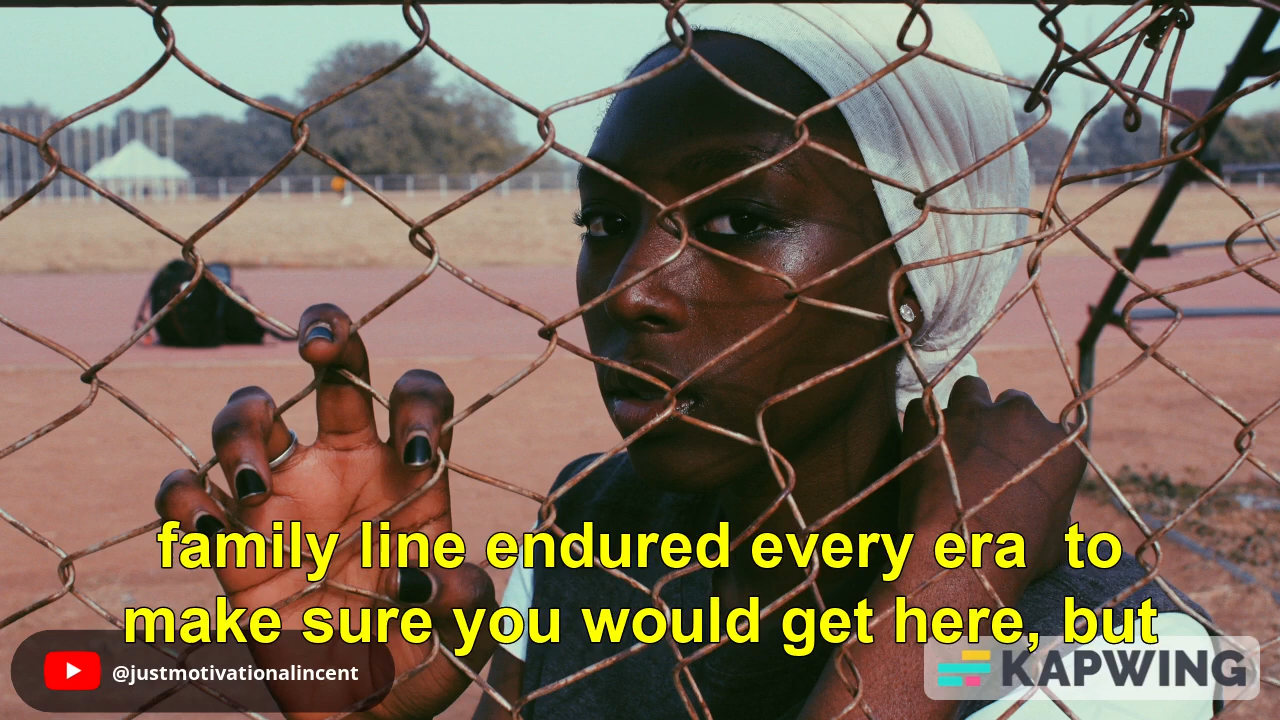 family line endured every era to
make sure you would get here, but
@justmotivationalincent
KAPWING